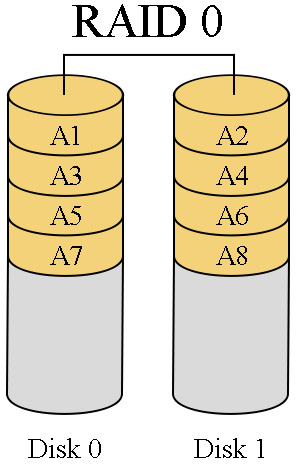 RAID 0
A1 A2
A3 A4
A5 A6
A7 A8
Disk 0 Disk 1